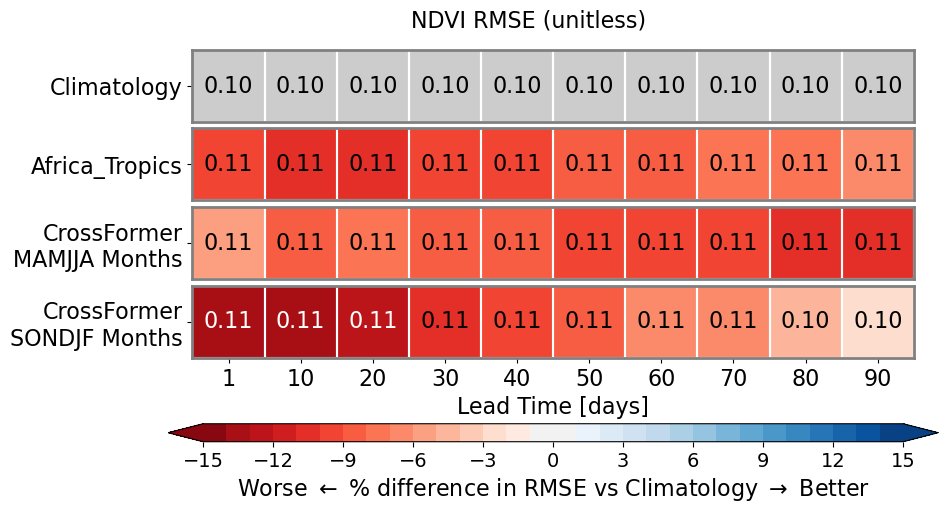 NDVI RMSE (unitless)
Climatology 0.10 0.10 0.10 0.10 0.10 0.10 0.10 0.10 0.10 0.10
Africa_Tropics 0.11 0.11 0.11 0.11 0.11 0.11 0.11 0.11 0.11 0.11
CrossFormer
MAMJJA Months 0.11 0.11 0.11 0.11 0.11 0.11 0.11 0.11 0.11 0.11
CrossFormer
SONDJF Months 0.11 0.11 0.11 0.11 0.11 0.11 0.11 0.11 0.10 0.10
1 10 20 30 40 50 60 70 80 90
Lead Time [days]
−15 −12 −9 −6 −3 0 3 6 9 12 15
Worse ← % difference in RMSE vs Climatology → Better